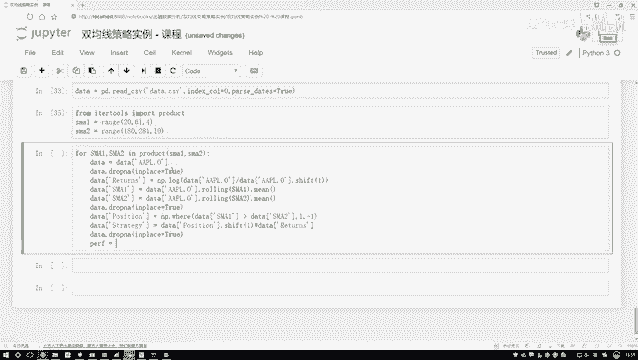 jupyter 双均线策略实例 - 课程 (unsaved changes)
File Edit View Insert Cell Kernel Widgets Help
Trusted Python 3 O
Code
In [33]: data = pd.read_csv('data.csv',index_col=0,parse_dates=True)
In [35]: from itertools import product
sma1 = range(20,61,4)
sma2 = range(180,281,10)
In [ ]: for SMA1,SMA2 in product(sma1,sma2):
data = data['AAPL.O']
data.dropna(inplace=True)
data['Returns'] = np.log(data['AAPL.O']/data['AAPL.O'].shift(1))
data['SMA1'] = data['AAPL.O'].rolling(SMA1).mean()
data['SMA2'] = data['AAPL.O'].rolling(SMA2).mean()
data.dropna(inplace=True)
data['Position'] = np.where(data['SMA1'] > data['SMA2'],1,-1)
data['Strategy'] = data['Position'].shift(1)*data['Returns']
data.dropna(inplace=True)
perf =
In [ ]:
In [ ]: